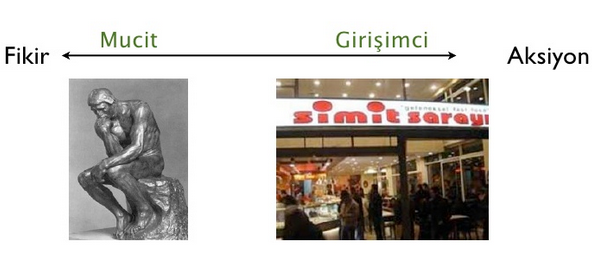 Mucit Girişimci
Fikir Aksiyon
"geleneksel fast food"
simit sarayı